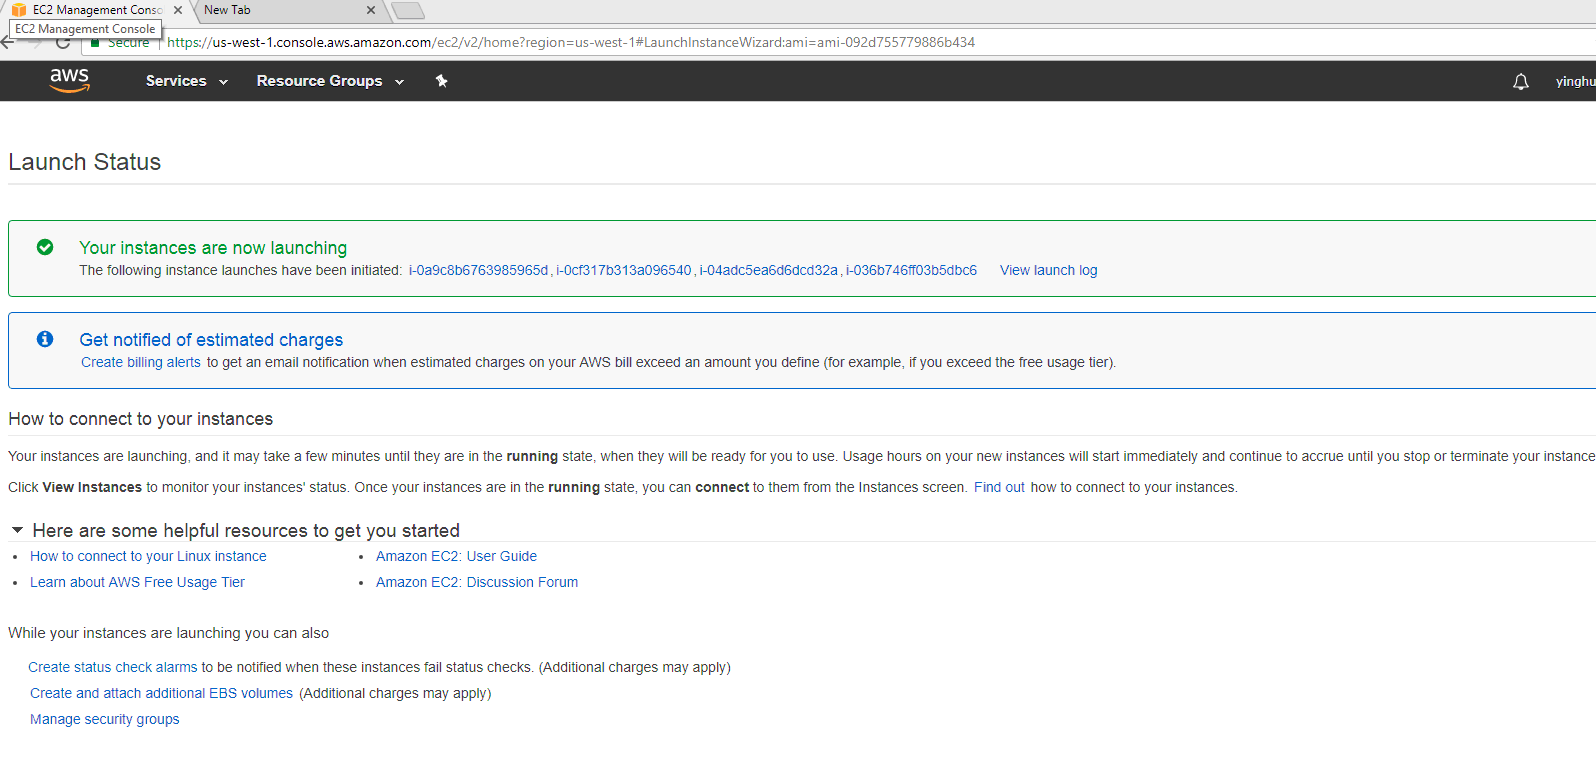 EC2 Management Conso
New Tab
EC2 Management Console
Secure https://us-west-1.console.aws.amazon.com/ec2/v2/home?region=us-west-1#LaunchInstanceWizard:ami=ami-092d755779886b434
aws Services Resource Groups yinghu
Launch Status
Your instances are now launching
The following instance launches have been initiated: i-0a9c8b6763985965d, i-0cf317b313a096540, i-04adc5ea6d6dcd32a, i-036b746ff03b5dbc6 View launch log
Get notified of estimated charges
Create billing alerts to get an email notification when estimated charges on your AWS bill exceed an amount you define (for example, if you exceed the free usage tier).
How to connect to your instances
Your instances are launching, and it may take a few minutes until they are in the running state, when they will be ready for you to use. Usage hours on your new instances will start immediately and continue to accrue until you stop or terminate your instance
Click View Instances to monitor your instances' status. Once your instances are in the running state, you can connect to them from the Instances screen. Find out how to connect to your instances.
Here are some helpful resources to get you started
• How to connect to your Linux instance • Amazon EC2: User Guide
• Learn about AWS Free Usage Tier • Amazon EC2: Discussion Forum
While your instances are launching you can also
Create status check alarms to be notified when these instances fail status checks. (Additional charges may apply)
Create and attach additional EBS volumes (Additional charges may apply)
Manage security groups